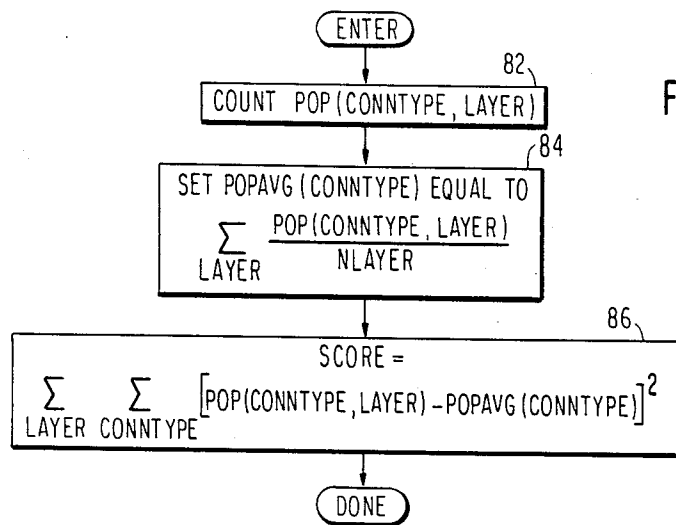 ENTER
82
COUNT POP(CONNTYPE, LAYER)
F
84
SET POPAVG(CONNTYPE) EQUAL TO
∑ POP(CONNTYPE, LAYER)
LAYER NLAYER
86
SCORE =
∑ ∑ [POP(CONNTYPE,LAYER)-POPAVG(CONNTYPE)]²
LAYER CONNTYPE
DONE